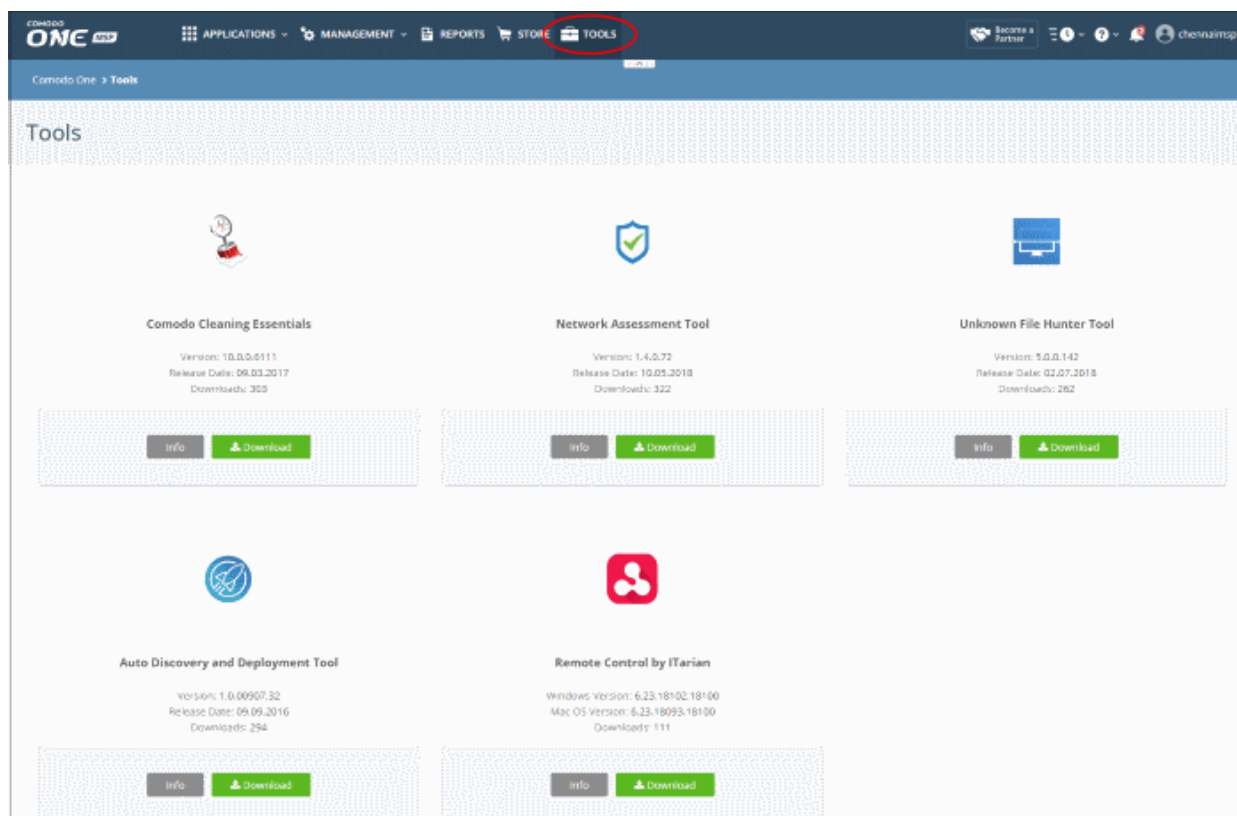 COMODO
ONE MSP
APPLICATIONS
MANAGEMENT
REPORTS
STORE
TOOLS
Become a
Partner
chennaimsp
Comodo One > Tools
Tools
Comodo Cleaning Essentials
Version: 10.0.0.6111
Release Date: 09.03.2017
Downloads: 305
Info
Download
Network Assessment Tool
Version: 1.4.0.72
Release Date: 10.05.2018
Downloads: 322
Info
Download
Unknown File Hunter Tool
Version: 5.0.0.142
Release Date: 02.07.2018
Downloads: 262
Info
Download
Auto Discovery and Deployment Tool
Version: 1.0.00907.32
Release Date: 09.09.2016
Downloads: 294
Info
Download
Remote Control by ITarian
Windows Version: 6.23.18102.18100
Mac OS Version: 6.23.18093.18100
Downloads: 111
Info
Download